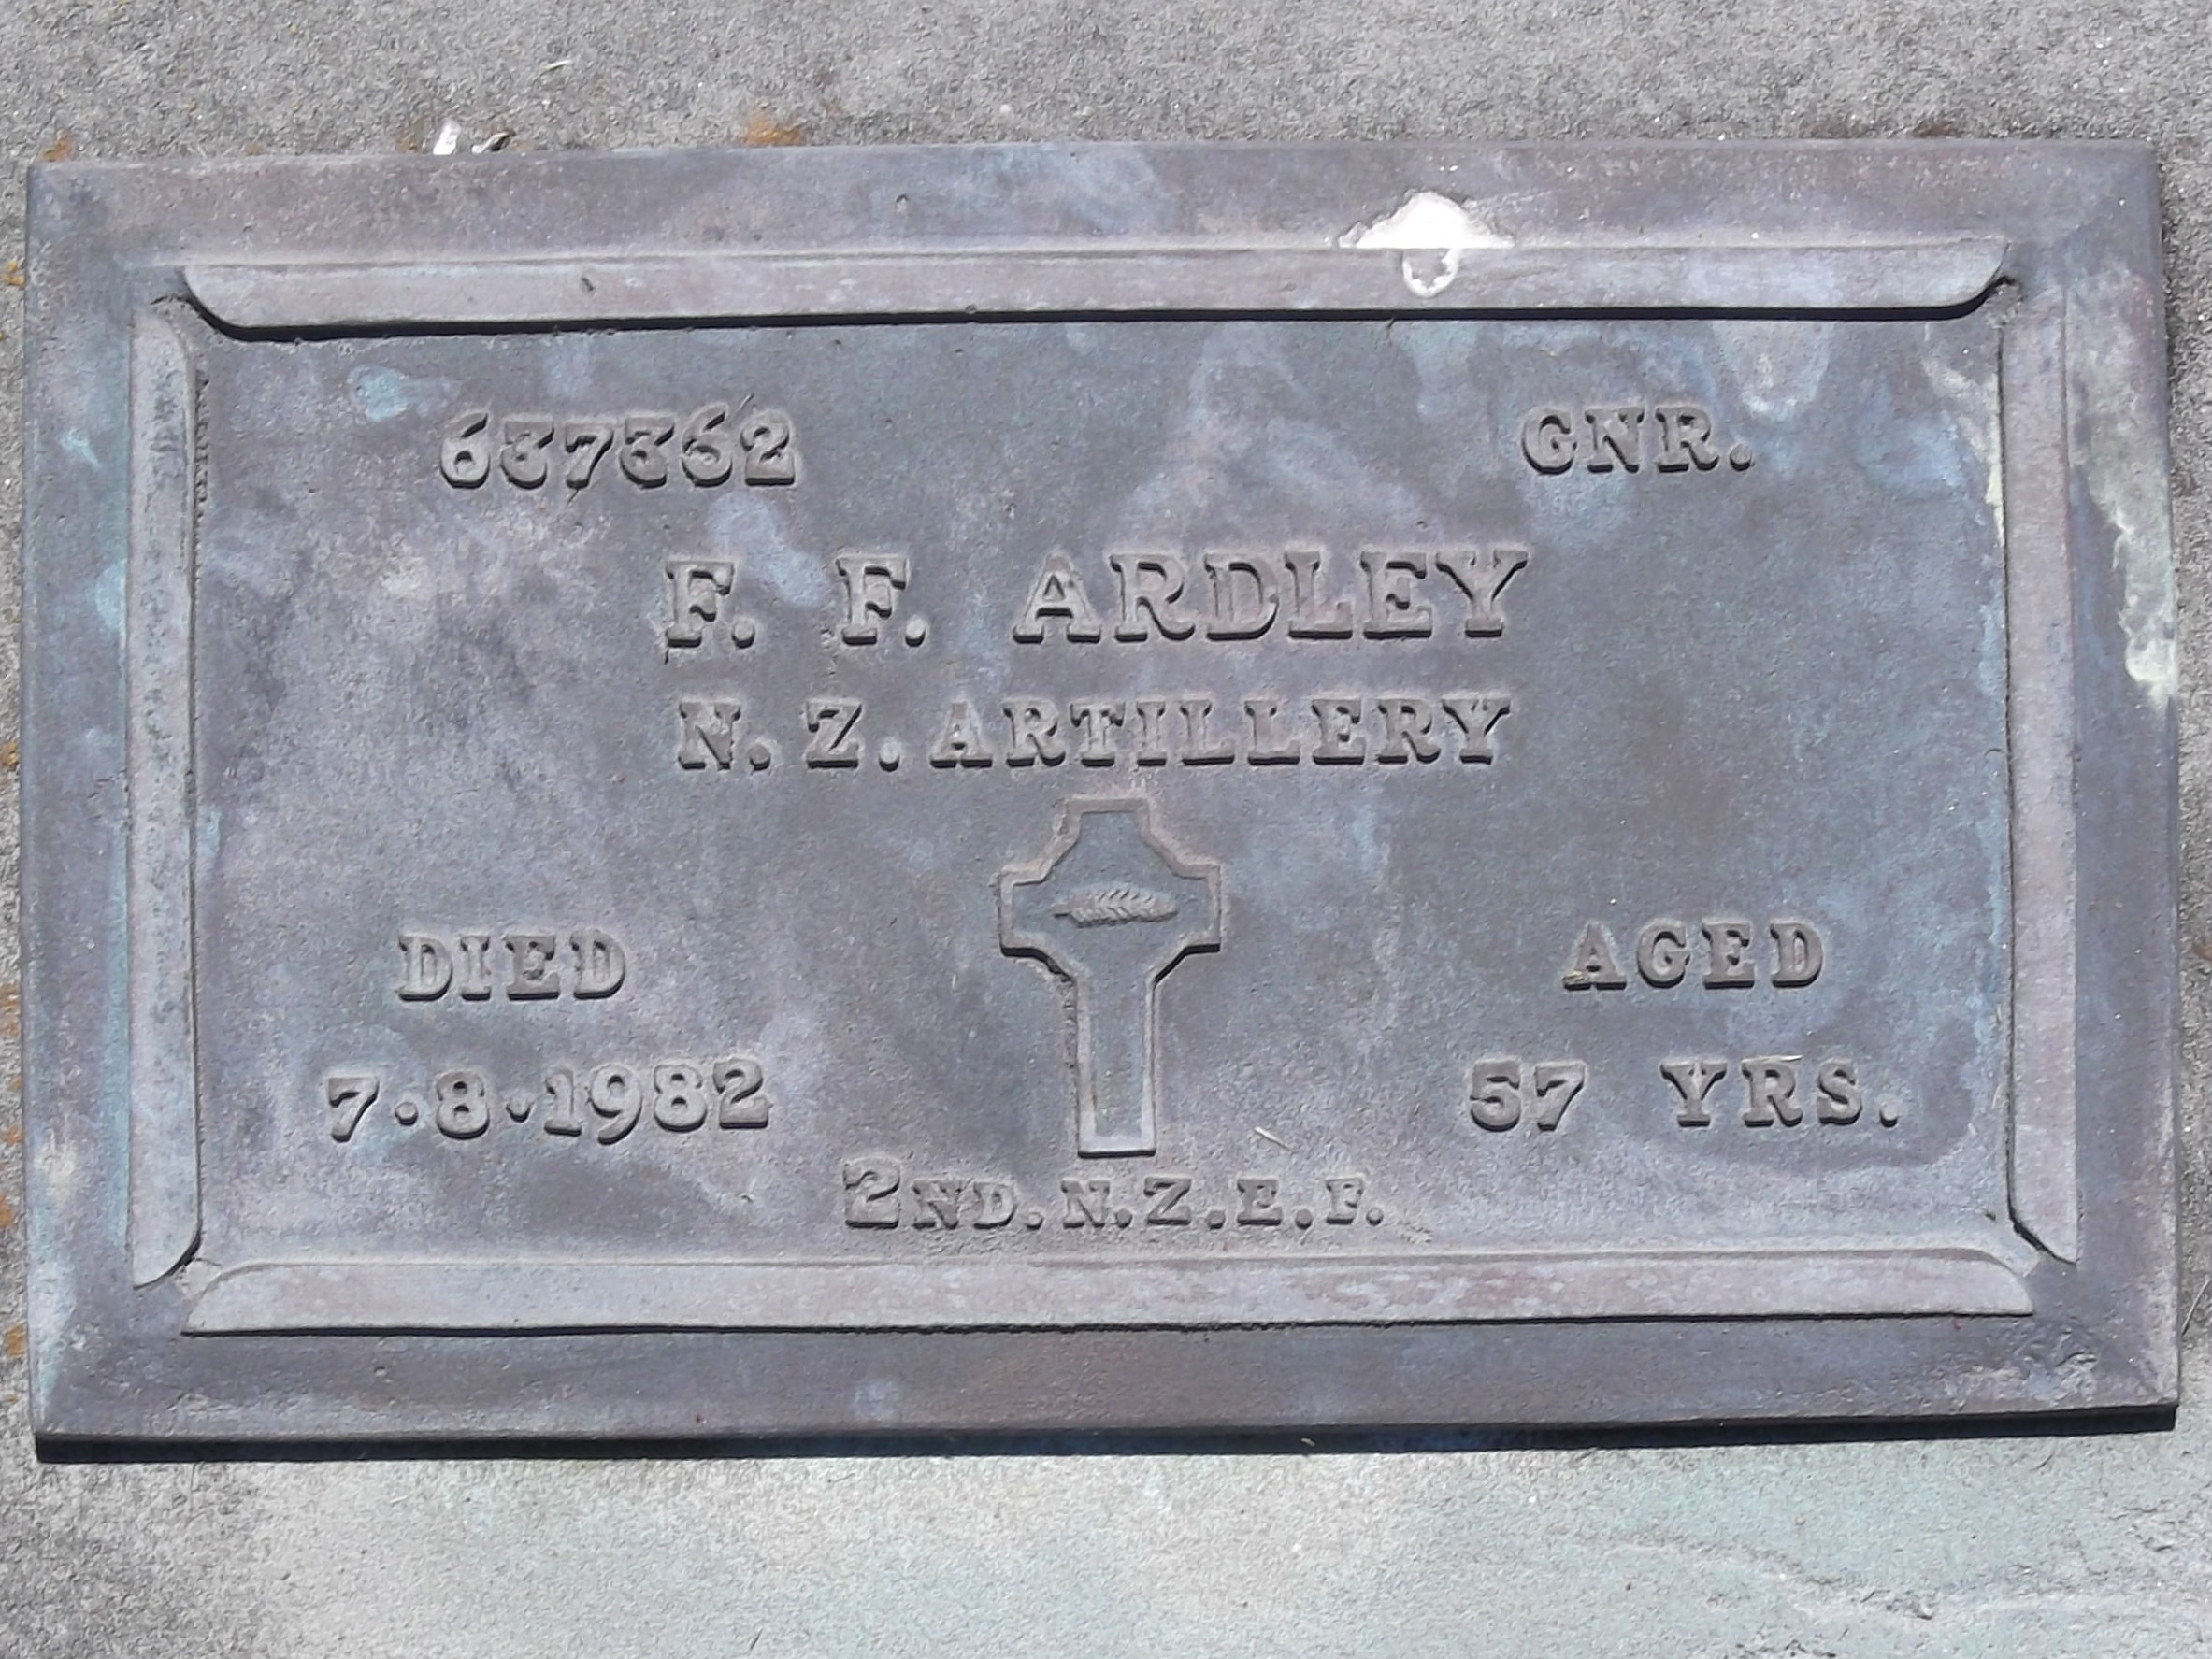 637362 GNR.
F. F. ARDLEY
N. Z. ARTILLERY
DIED AGED
7·8·1982 57 YRS.
2ND. N.Z.E.F.